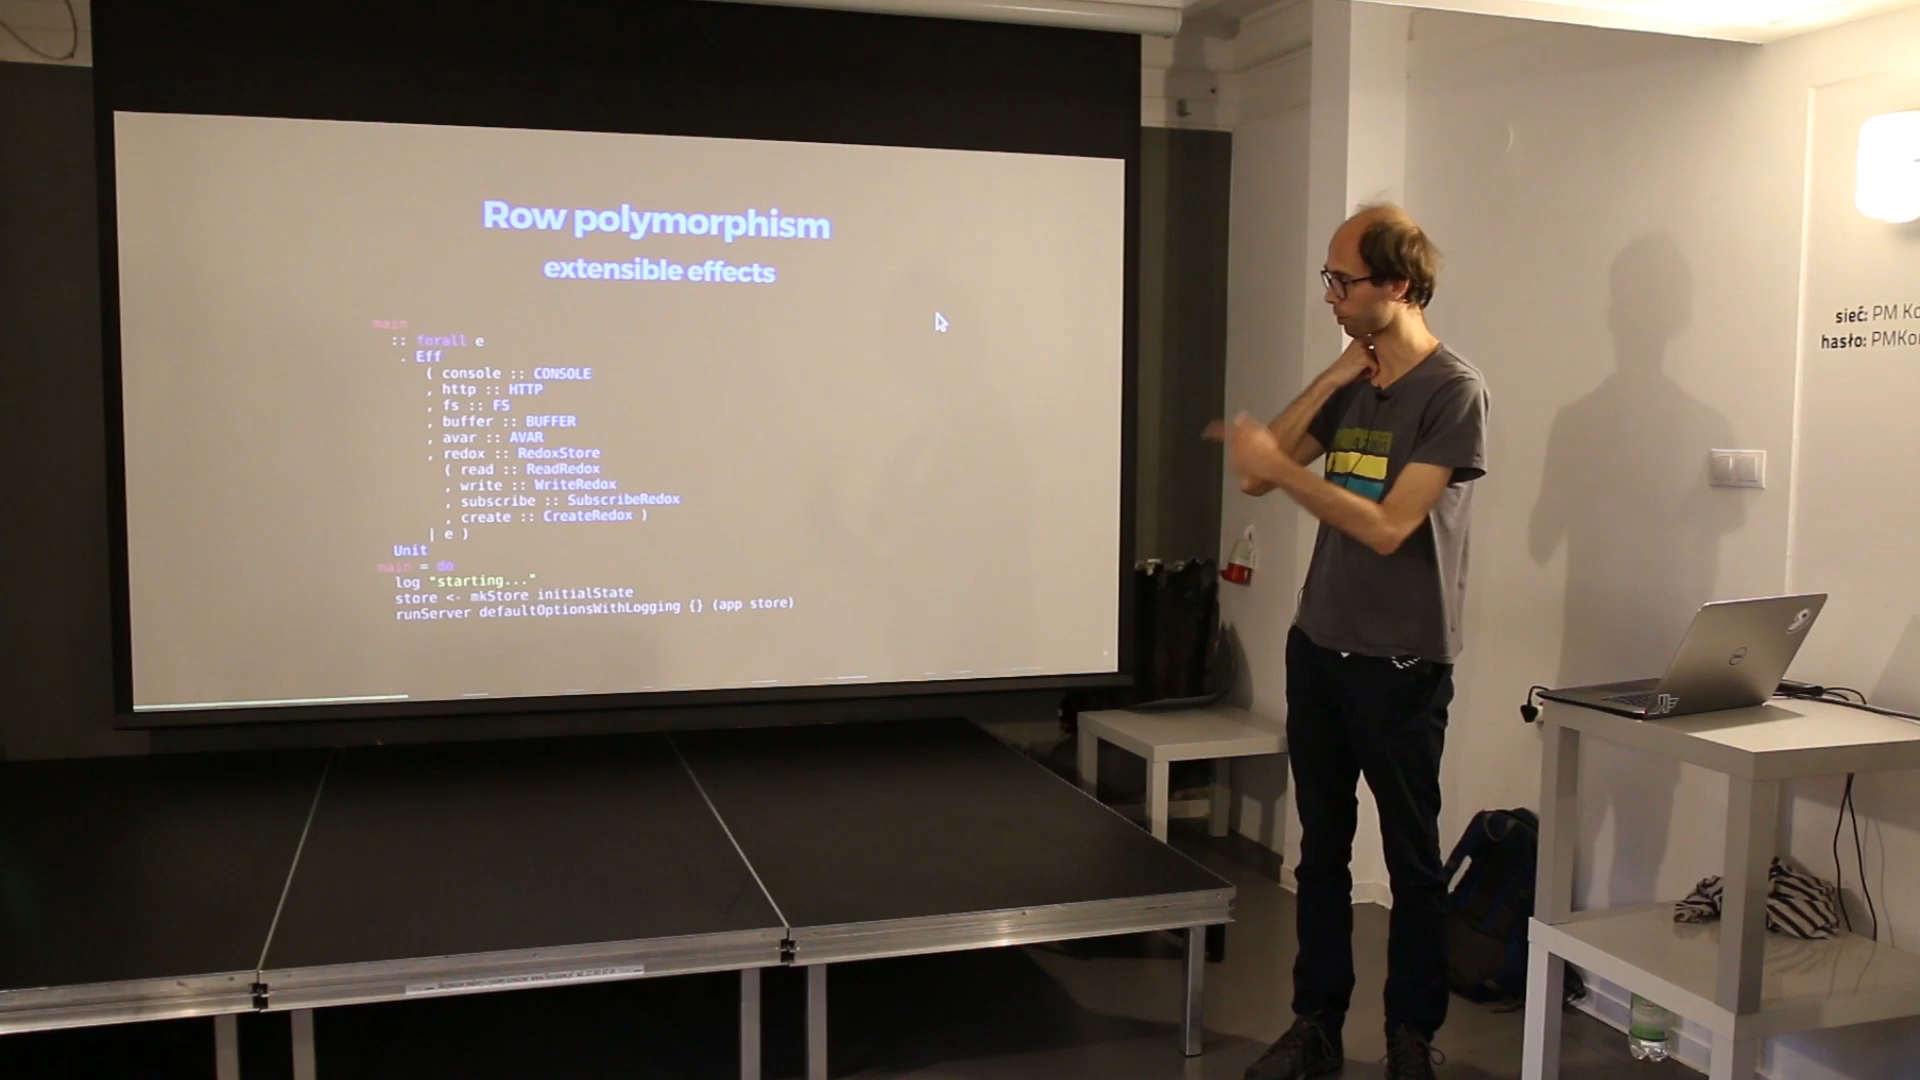 Row polymorphism
extensible effects
main
:: forall e
. Eff
( console :: CONSOLE
, http :: HTTP
, fs :: FS
, buffer :: BUFFER
, avar :: AVAR
, redox :: RedoxStore
( read :: ReadRedox
, write :: WriteRedox
, subscribe :: SubscribeRedox
, create :: CreateRedox )
| e )
Unit
main = do
log "starting..."
store <- mkStore initialState
runServer defaultOptionsWithLogging {} (app store)
sieć: PM
hasło:
DELL